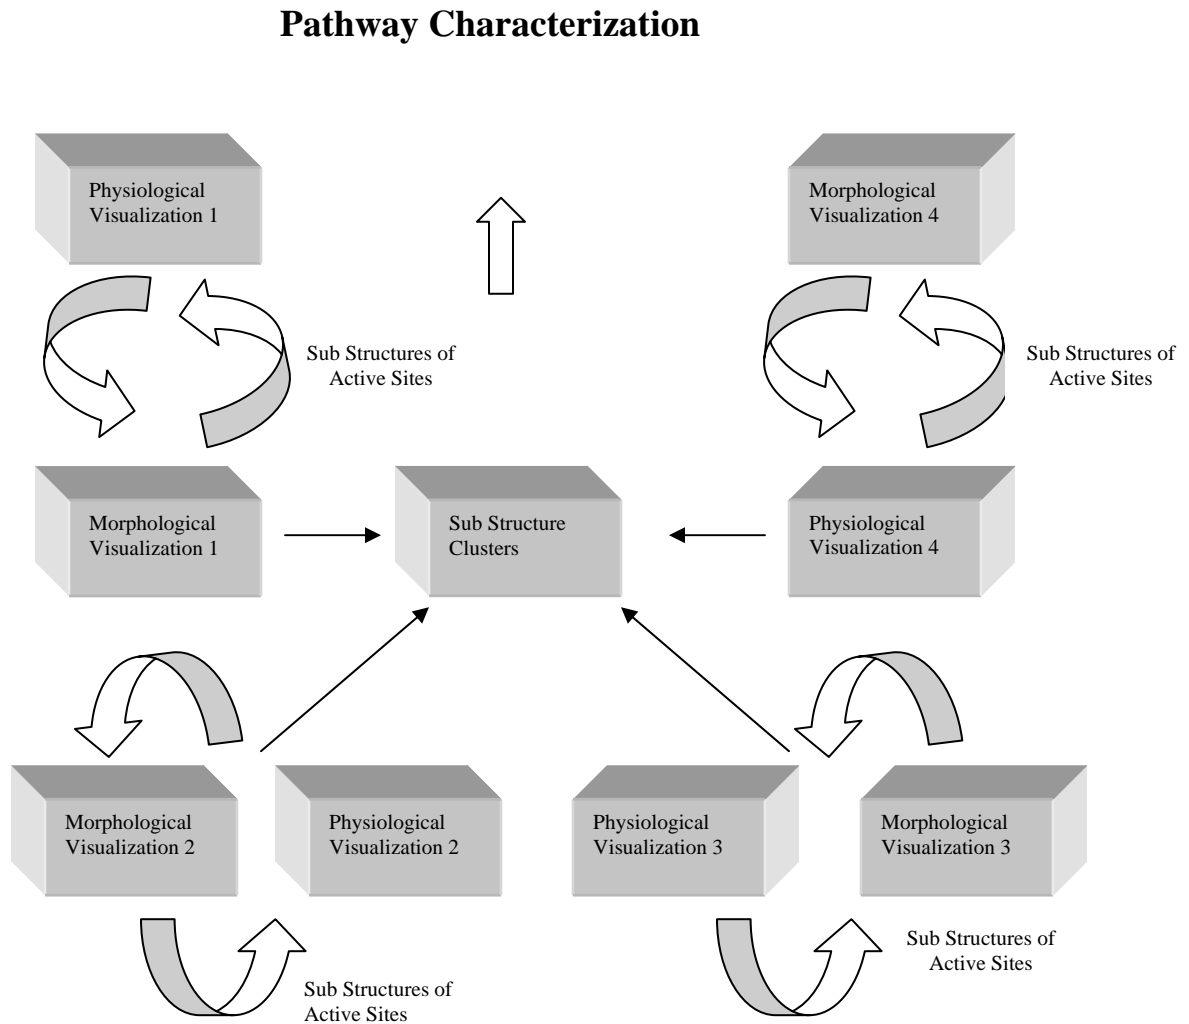 Pathway Characterization
Physiological
Visualization 1
Morphological
Visualization 4
Sub Structures of
Active Sites
Sub Structures of
Active Sites
Morphological
Visualization 1
Sub Structure
Clusters
Physiological
Visualization 4
Morphological
Visualization 2
Physiological
Visualization 2
Physiological
Visualization 3
Morphological
Visualization 3
Sub Structures of
Active Sites
Sub Structures of
Active Sites